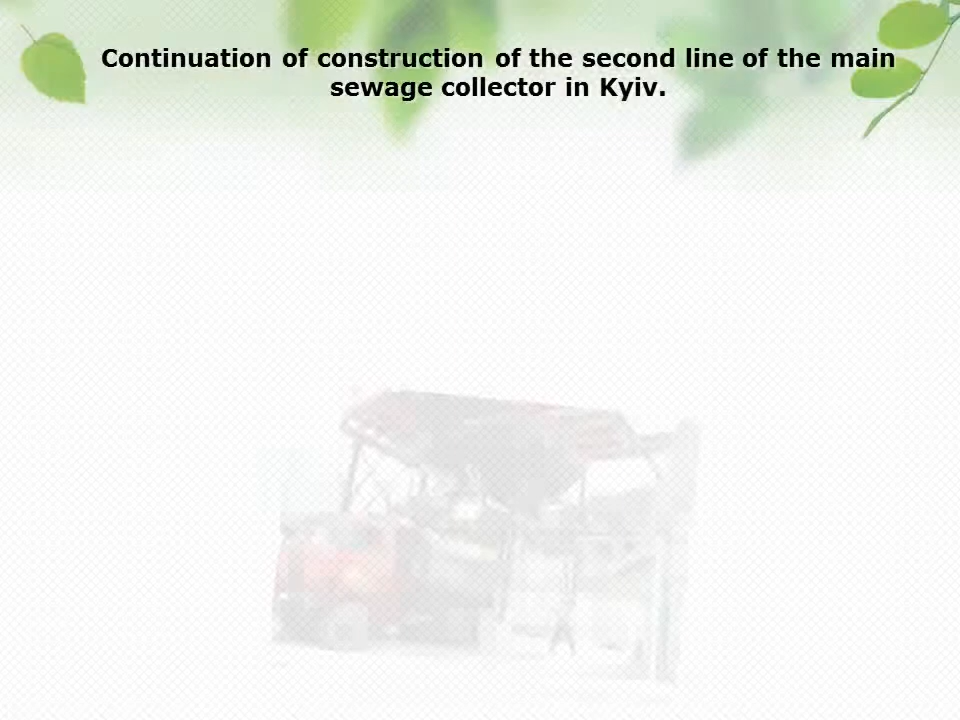 Continuation of construction of the second line of the main
sewage collector in Kyiv.